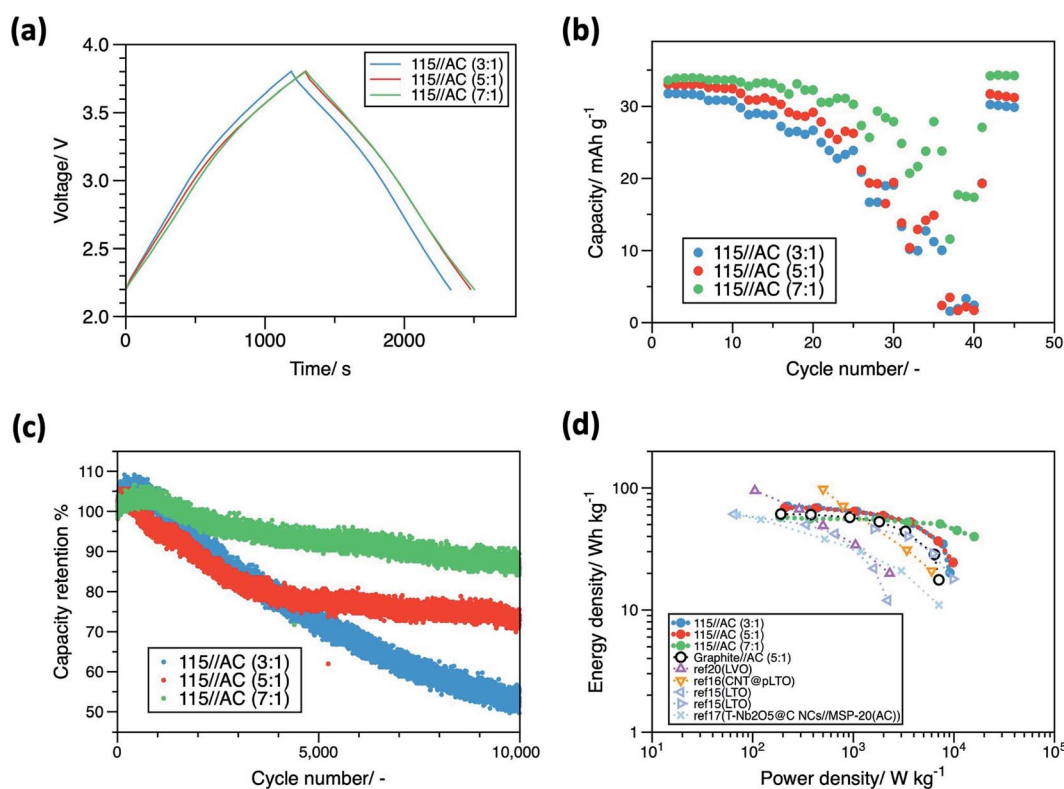 (a)
4.0
3.5
3.0
2.5
2.0
Voltage/ V
0
1000
2000
Time/ s
115//AC (3:1)
115//AC (5:1)
115//AC (7:1)
(b)
30
20
10
0
Capacity/ mAh g-1
0
10
20
30
40
50
Cycle number/ -
115//AC (3:1)
115//AC (5:1)
115//AC (7:1)
(c)
110
100
90
80
70
60
50
Capacity retention %
0
5,000
10,000
Cycle number/ -
115//AC (3:1)
115//AC (5:1)
115//AC (7:1)
(d)
100
10
1
Energy density/ Wh kg-1
10^1
10^2
10^3
10^4
10^5
Power density/ W kg-1
115//AC (3:1)
115//AC (5:1)
115//AC (7:1)
Graphite//AC (5:1)
ref20(LVO)
ref16(CNT@pLTO)
ref15(LTO)
ref15(LTO)
ref17(T-Nb2O5@C NCs//MSP-20(AC))